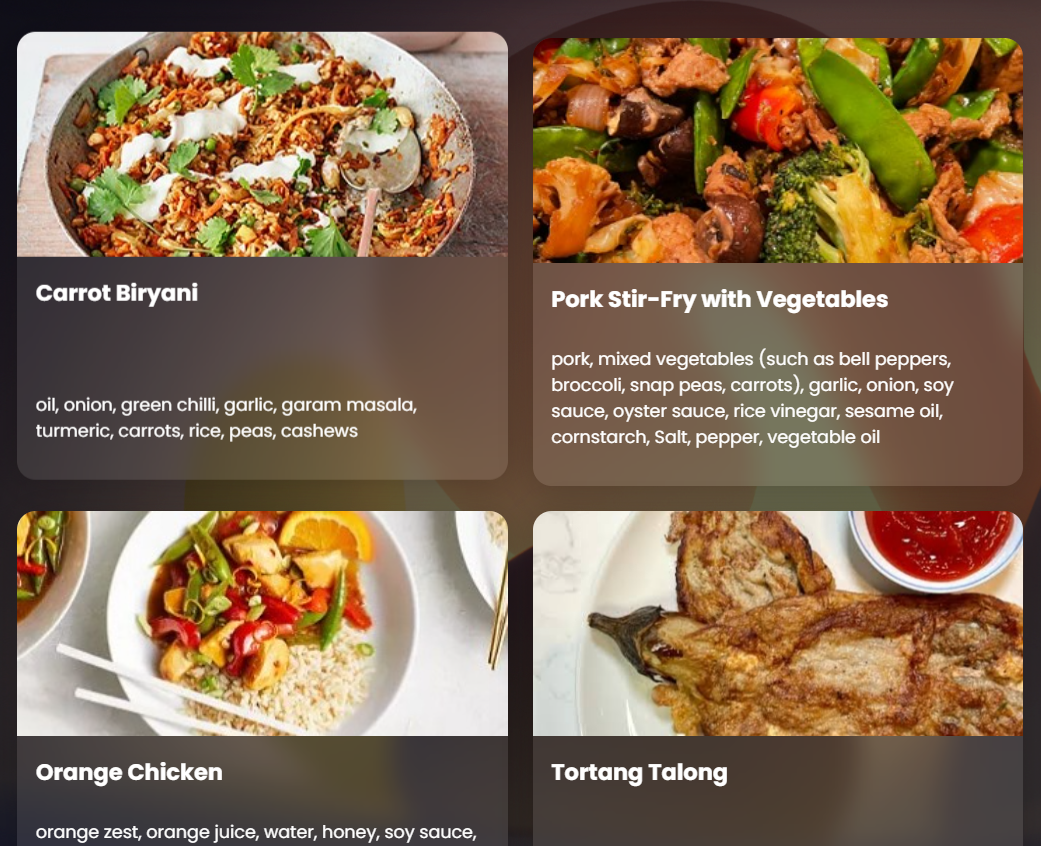 Carrot Biryani
oil, onion, green chilli, garlic, garam masala,
turmeric, carrots, rice, peas, cashews
Pork Stir-Fry with Vegetables
pork, mixed vegetables (such as bell peppers,
broccoli, snap peas, carrots), garlic, onion, soy
sauce, oyster sauce, rice vinegar, sesame oil,
cornstarch, Salt, pepper, vegetable oil
Orange Chicken
orange zest, orange juice, water, honey, soy sauce,
Tortang Talong